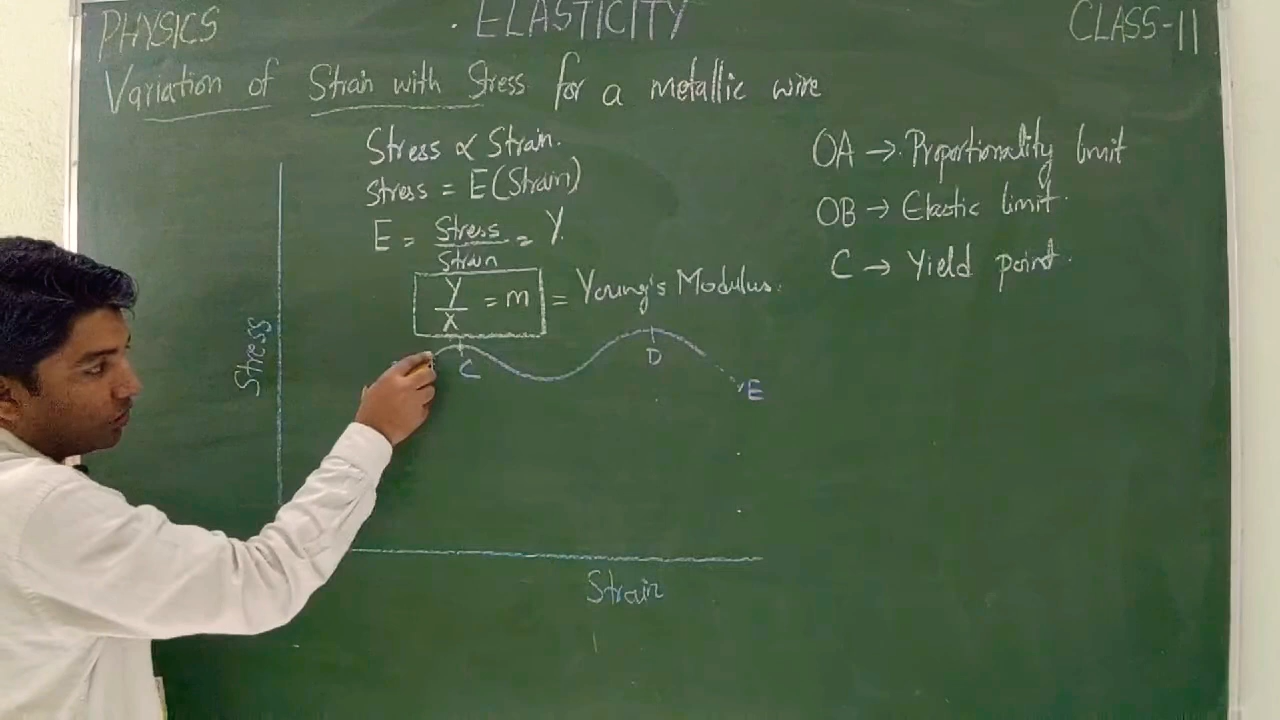 PHYSICS
ELASTICITY
CLASS-11
Variation of Strain with Stress for a metallic wire
Stress ∝ Strain.
Stress = E(Strain)
E = Stress/Strain = Y.
Y/X = m = Young's Modulus.
OA → Proportionality limit
OB → Elastic limit.
C → Yield point.
Stress
C
D
E
Strain